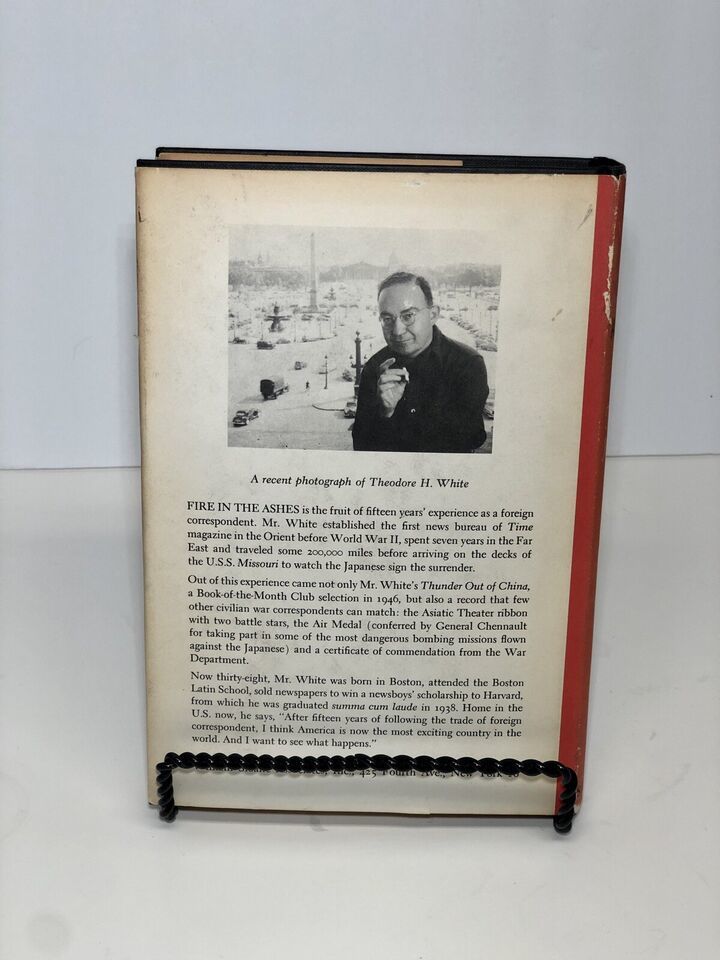 A recent photograph of Theodore H. White
FIRE IN THE ASHES is the fruit of fifteen years' experience as a foreign
correspondent. Mr. White established the first news bureau of Time
magazine in the Orient before World War II, spent seven years in the Far
East and traveled some 200,000 miles before arriving on the decks of
the U.S.S. Missouri to watch the Japanese sign the surrender.
Out of this experience came not only Mr. White's Thunder Out of China,
a Book-of-the-Month Club selection in 1946, but also a record that few
other civilian war correspondents can match: the Asiatic Theater ribbon
with two battle stars, the Air Medal (conferred by General Chennault
for taking part in some of the most dangerous bombing missions flown
against the Japanese) and a certificate of commendation from the War
Department.
Now thirty-eight, Mr. White was born in Boston, attended the Boston
Latin School, sold newspapers to win a newsboys' scholarship to Harvard,
from which he was graduated summa cum laude in 1938. Home in the
U.S. now, he says, "After fifteen years of following the trade of foreign
correspondent, I think America is now the most exciting country in the
world. And I want to see what happens."
Inc., 425 Fourth Ave., New York 16